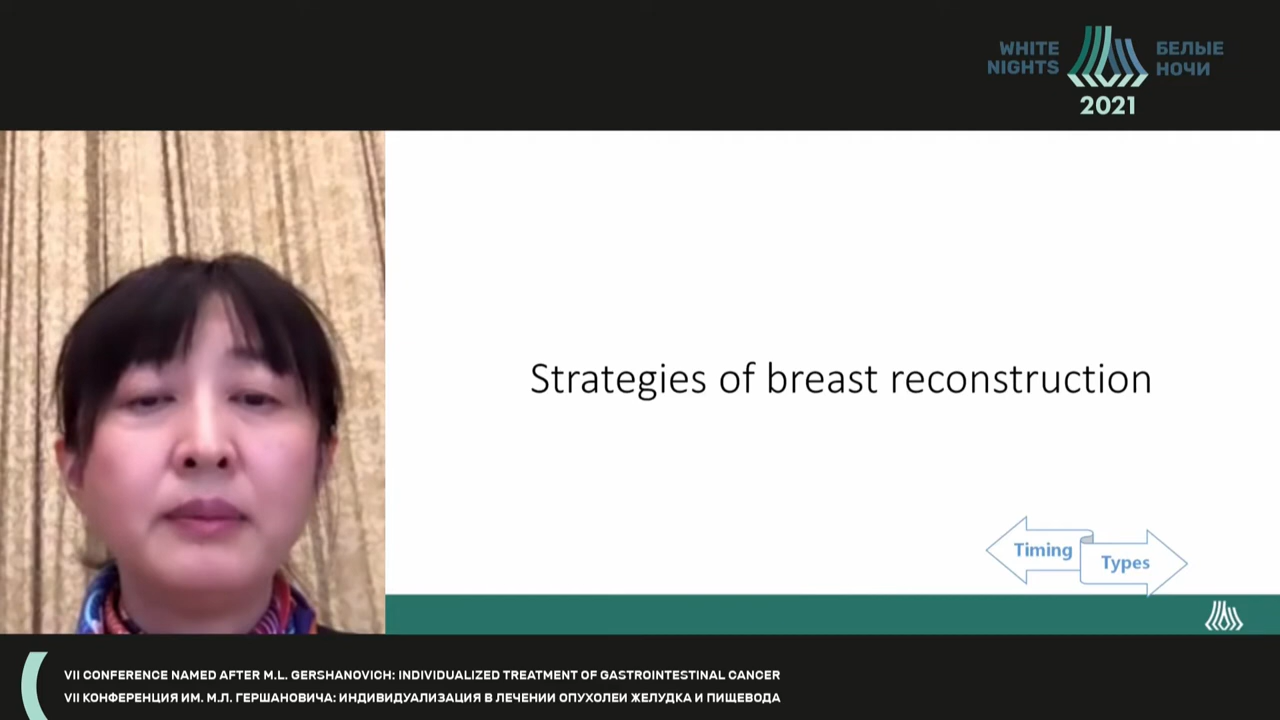 WHITE
NIGHTS
БЕЛЫЕ
НОЧИ
2021
Strategies of breast reconstruction
Timing
Types
VII CONFERENCE NAMED AFTER M.L. GERSHANOVICH: INDIVIDUALIZED TREATMENT OF GASTROINTESTINAL CANCER
VII КОНФЕРЕНЦИЯ ИМ. М.Л. ГЕРШАНОВИЧА: ИНДИВИДУАЛИЗАЦИЯ В ЛЕЧЕНИИ ОПУХОЛЕИ ЖЕЛУДКА И ПИЩЕВОДА